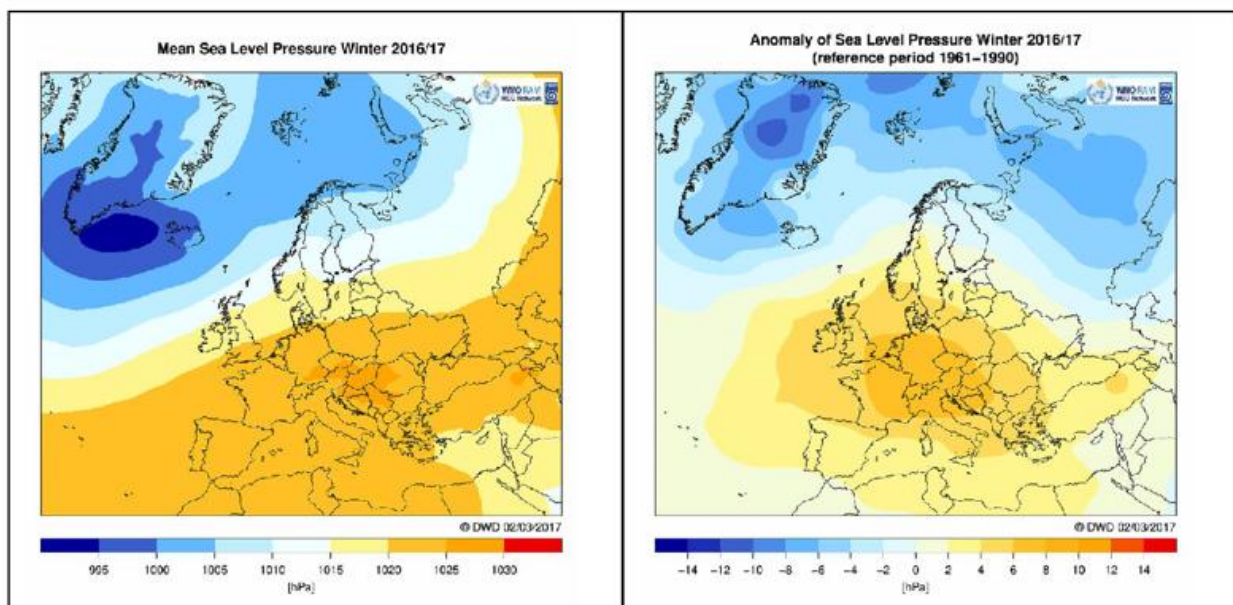 Mean Sea Level Pressure Winter 2016/17
© DWD 02/03/2017
995 1000 1005 1010 1015 1020 1025 1030
[hPa]
Anomaly of Sea Level Pressure Winter 2016/17
(reference period 1961-1990)
© DWD 02/03/2017
-14 -12 -10 -8 -6 -4 -2 0 2 4 6 8 10 12 14
[hPa]